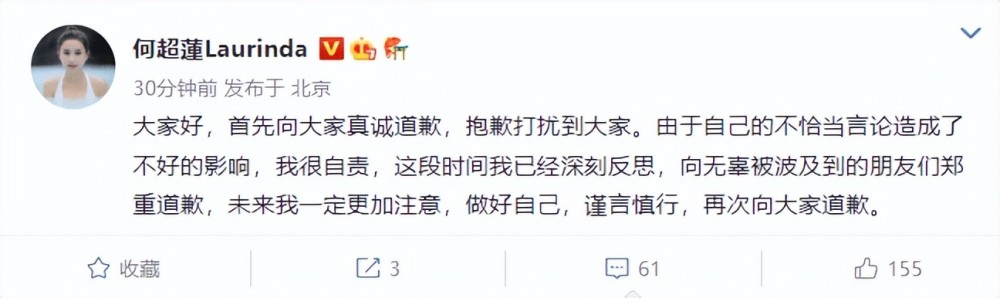 何超蓮Laurinda
30分钟前 发布于 北京
大家好，首先向大家真诚道歉，抱歉打扰到大家。由于自己的不恰当言论造成了
不好的影响，我很自责，这段时间我已经深刻反思，向无辜被波及到的朋友们郑
重道歉，未来我一定更加注意，做好自己，谨言慎行，再次向大家道歉。
收藏 3 61 155